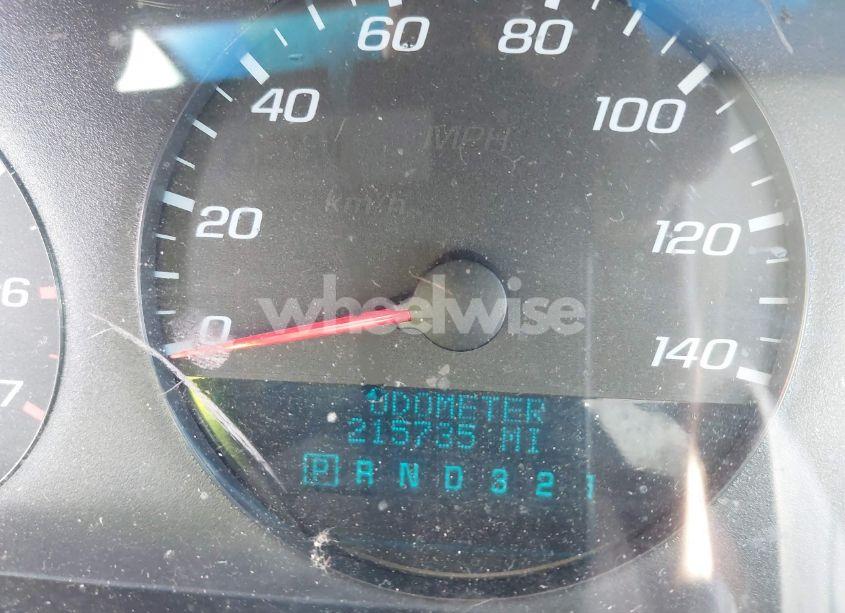 60 80
40 100
MPH
20 km/h 120
6 0 wheelwise 140
7 ODOMETER
215735 MI
P R N D 3 2 1